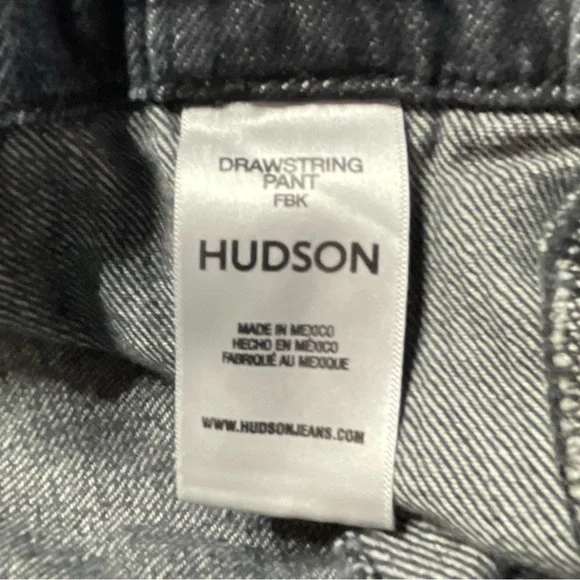 DRAWSTRING
PANT
FBK
HUDSON
MADE IN MEXICO
HECHO EN MÉXICO
FABRIQUÉ AU MEXIQUE
WWW.HUDSONJEANS.COM